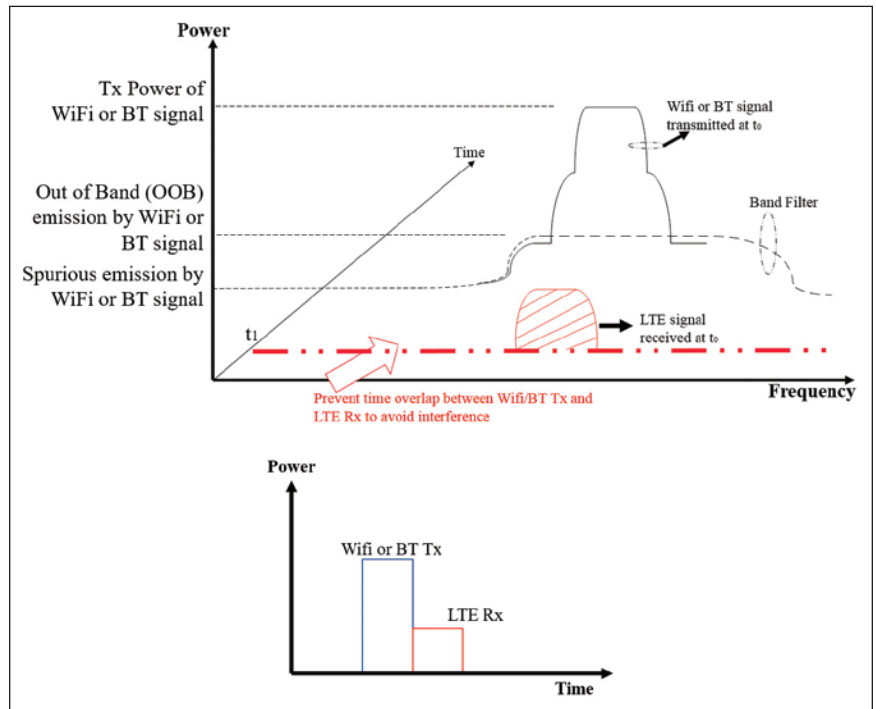 Power
Tx Power of
WiFi or BT signal
Wifi or BT signal
transmitted at t₀
Time
Out of Band (OOB)
emission by WiFi or
BT signal
Band Filter
Spurious emission by
WiFi or BT signal
LTE signal
received at t₀
t₁
Frequency
Prevent time overlap between Wifi/BT Tx and
LTE Rx to avoid interference
Power
Wifi or BT Tx
LTE Rx
Time